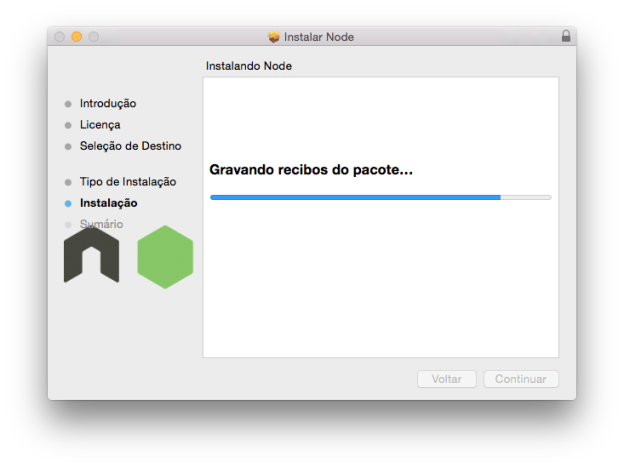 Instalar Node
Instalando Node
Introdução
Licença
Seleção de Destino
Tipo de Instalação
Instalação
Sumário
Gravando recibos do pacote...
Voltar
Continuar